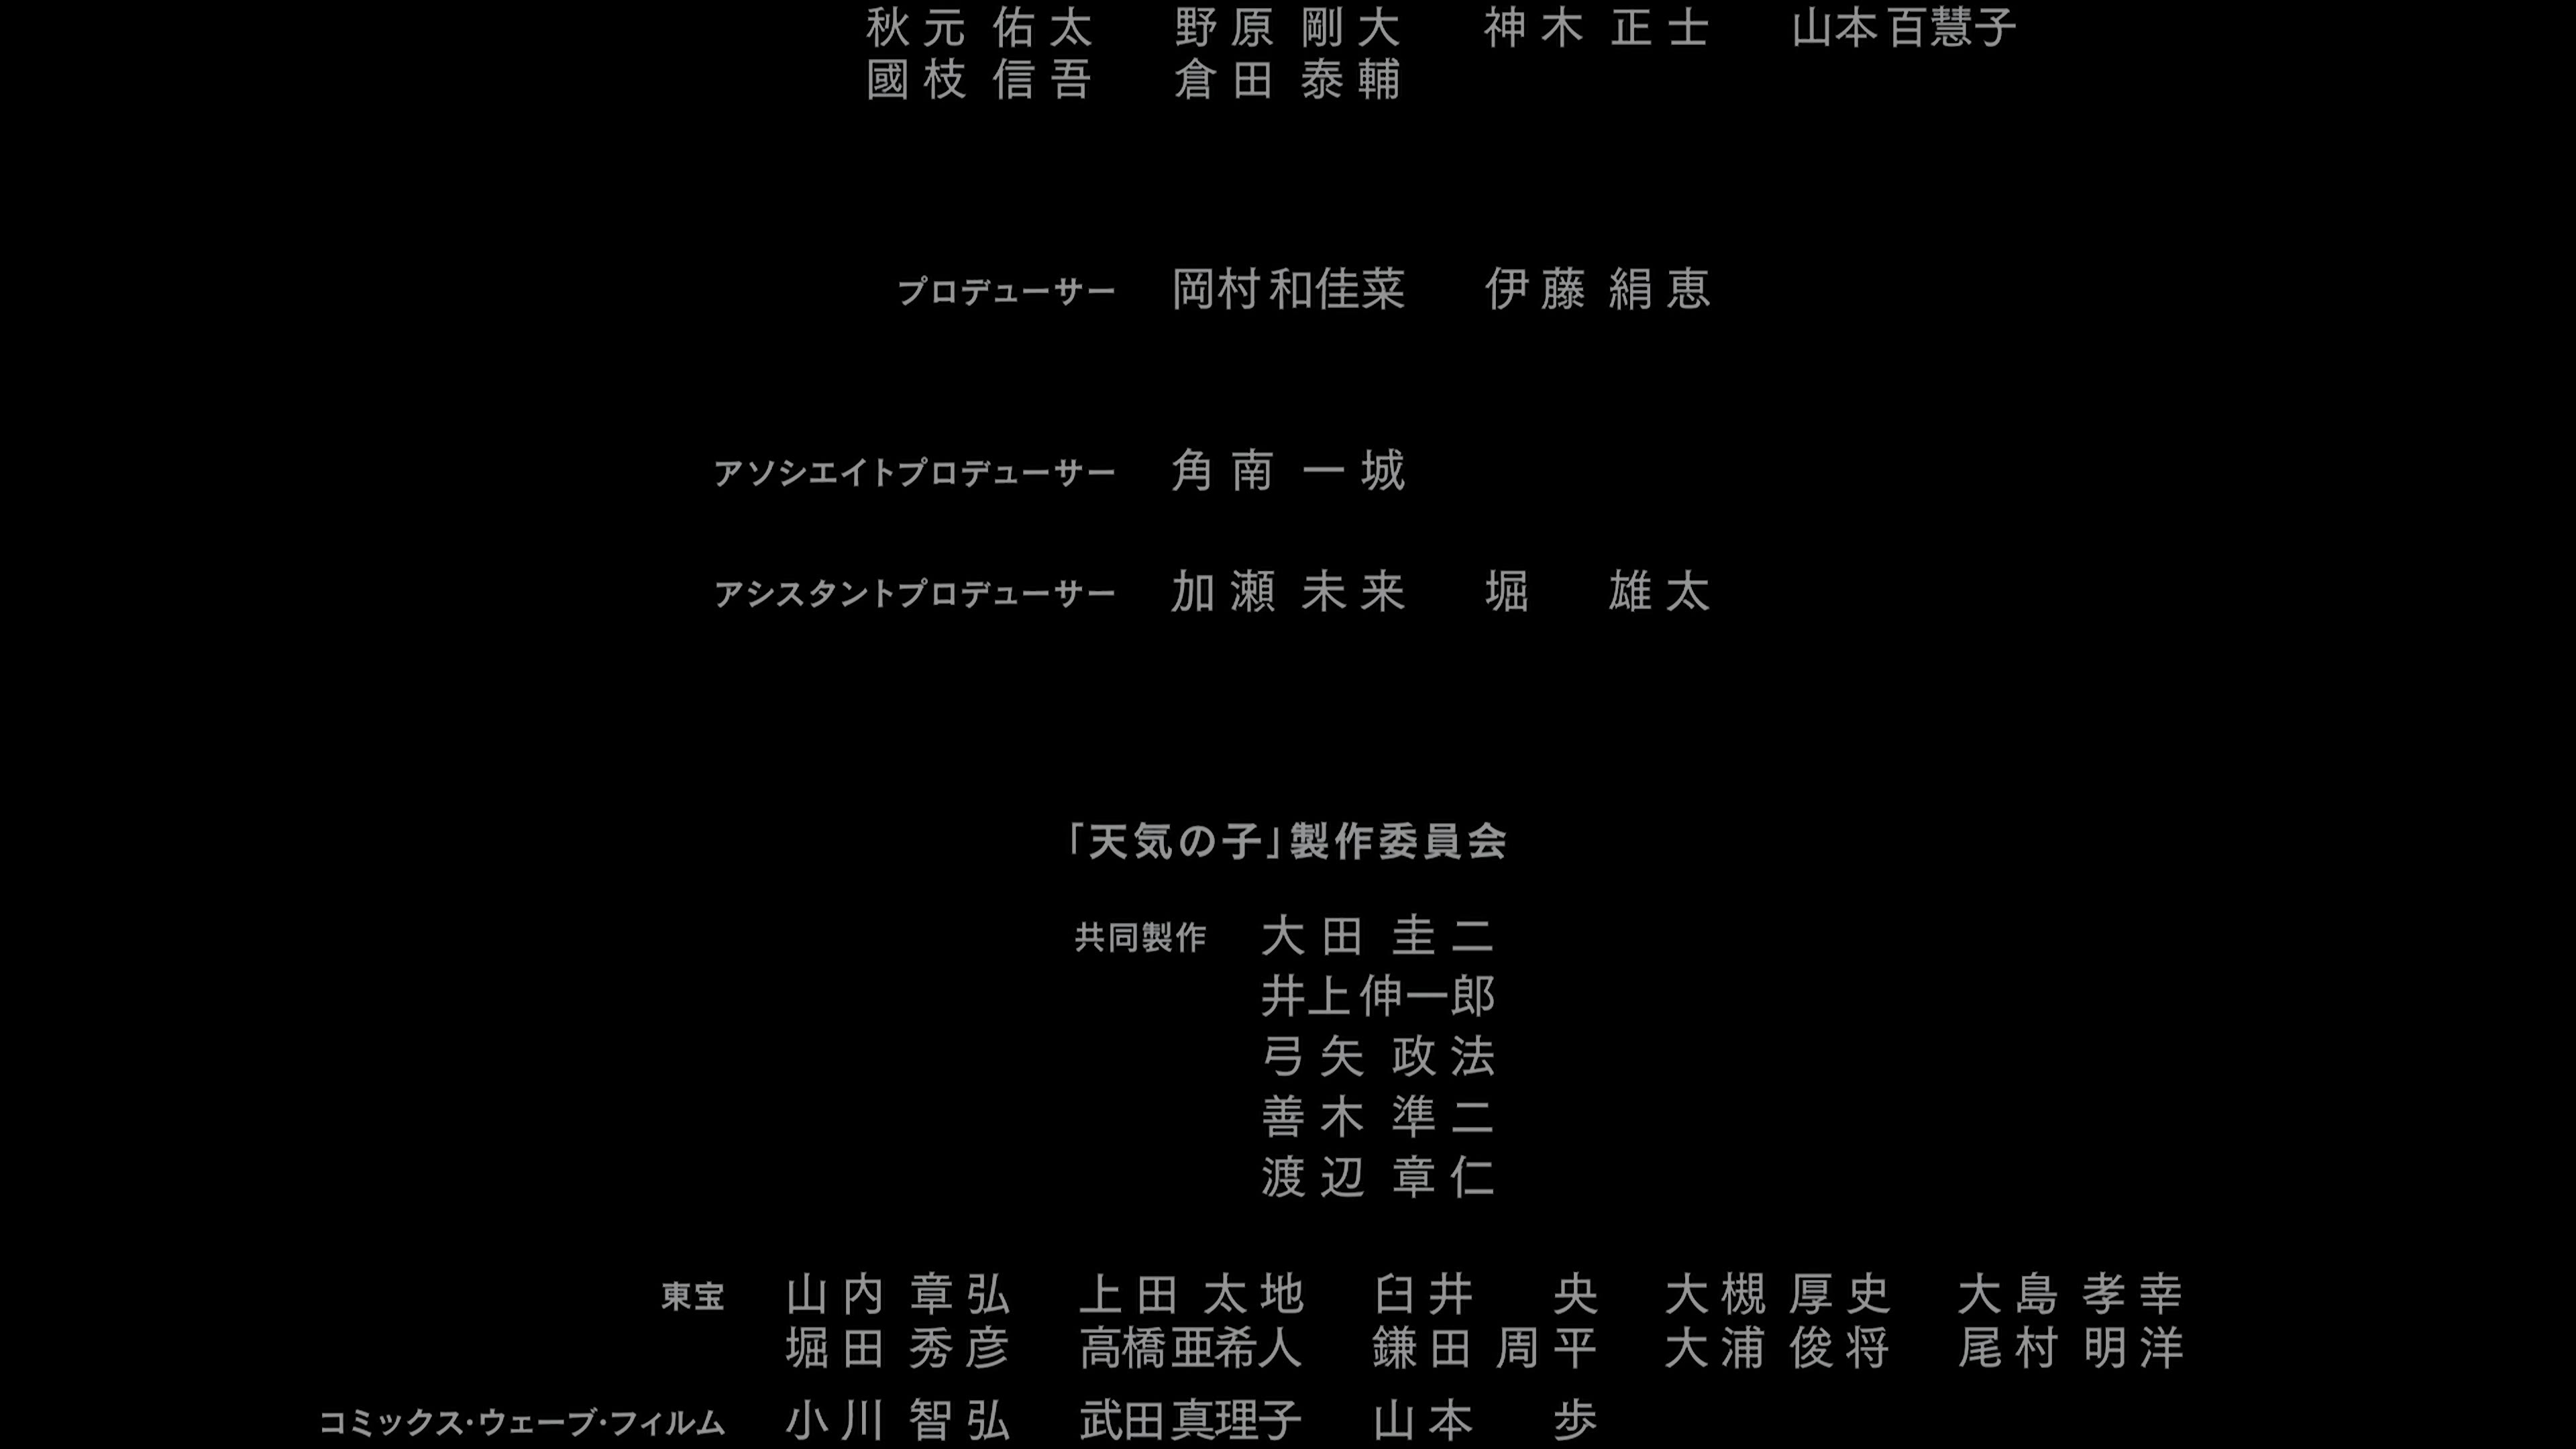 秋元 佑太 野原 剛大 神木 正士 山本百慧子
國枝 信吾 倉田 泰輔
プロデューサー 岡村和佳菜 伊藤 絹恵
アソシエイトプロデューサー 角南 一城
アシスタントプロデューサー 加瀬 未来 堀 雄太
「天気の子」製作委員会
共同製作 大田 圭二
井上伸一郎
弓矢 政法
善木 準二
渡辺 章仁
東宝 山内 章弘 上田 太地 臼井 央 大槻 厚史 大島 孝幸
堀田 秀彦 高橋亜希人 鎌田 周平 大浦 俊将 尾村 明洋
コミックス・ウェーブ・フィルム 小川 智弘 武田真理子 山本 歩